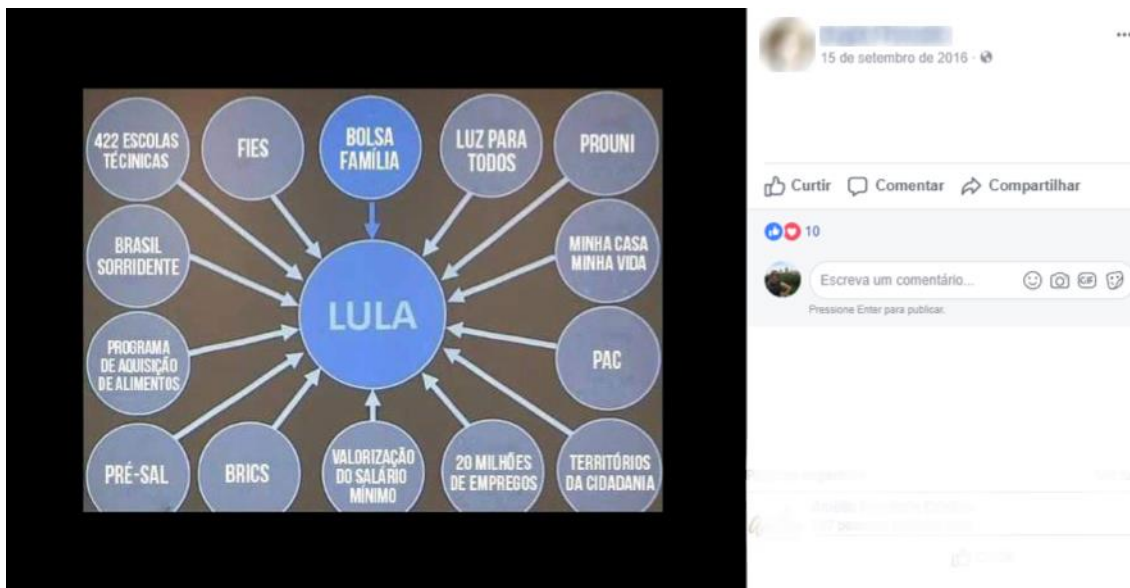 15 de setembro de 2016
422 ESCOLAS
TÉCINICAS
FIES
BOLSA
FAMÍLIA
LUZ PARA
TODOS
PROUNI
BRASIL
SORRIDENTE
MINHA CASA
MINHA VIDA
LULA
PROGRAMA
DE AQUISIÇÃO
DE ALIMENTOS
PAC
PRÉ-SAL
BRICS
VALORIZAÇÃO
DO SALÁRIO
MÍNIMO
20 MILHÕES
DE EMPREGOS
TERRITÓRIOS
DA CIDADANIA
Curtir Comentar Compartilhar
10
Escreva um comentário... GIF
Pressione Enter para publicar.